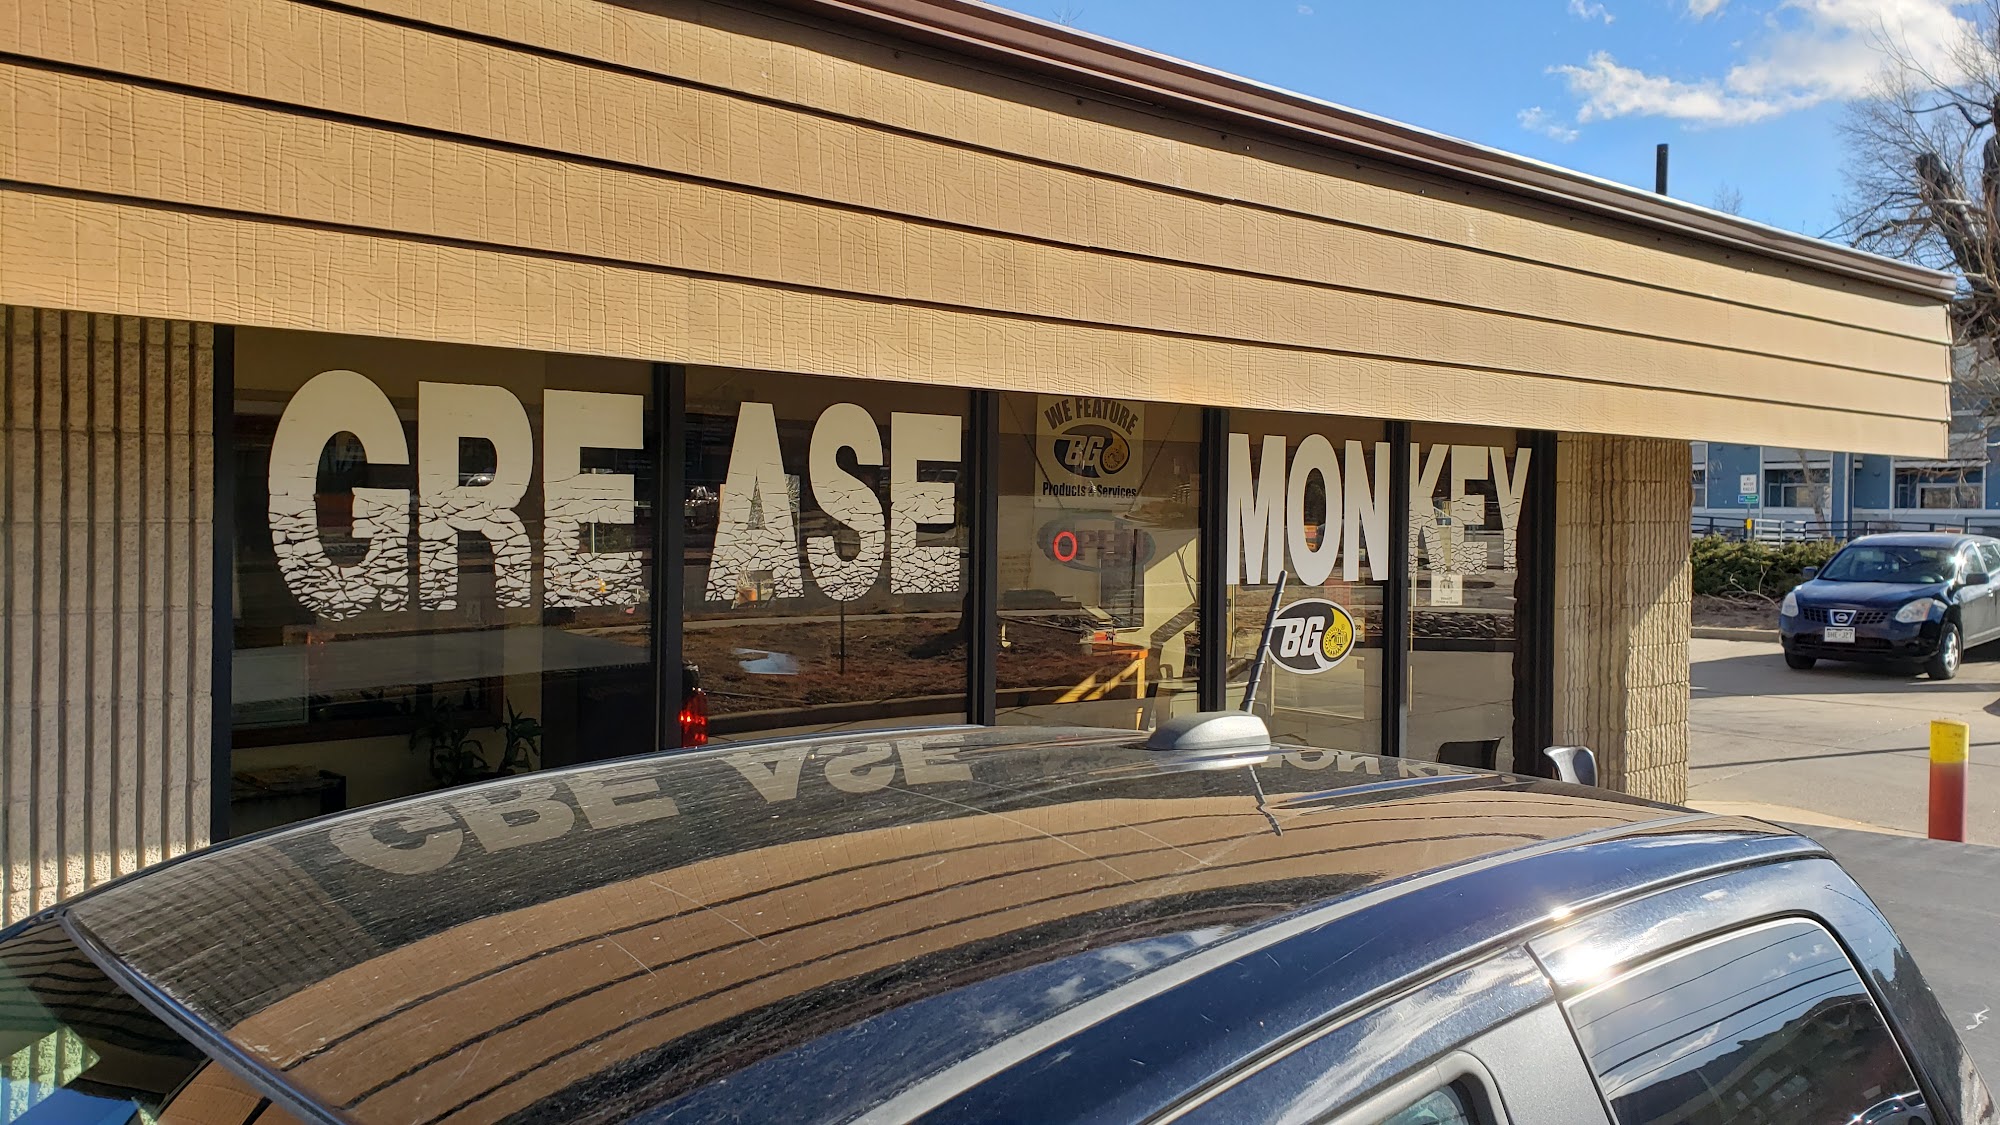 GREASE MONKEY
WE FEATURE
BG
Products & Services
OPEN
BG